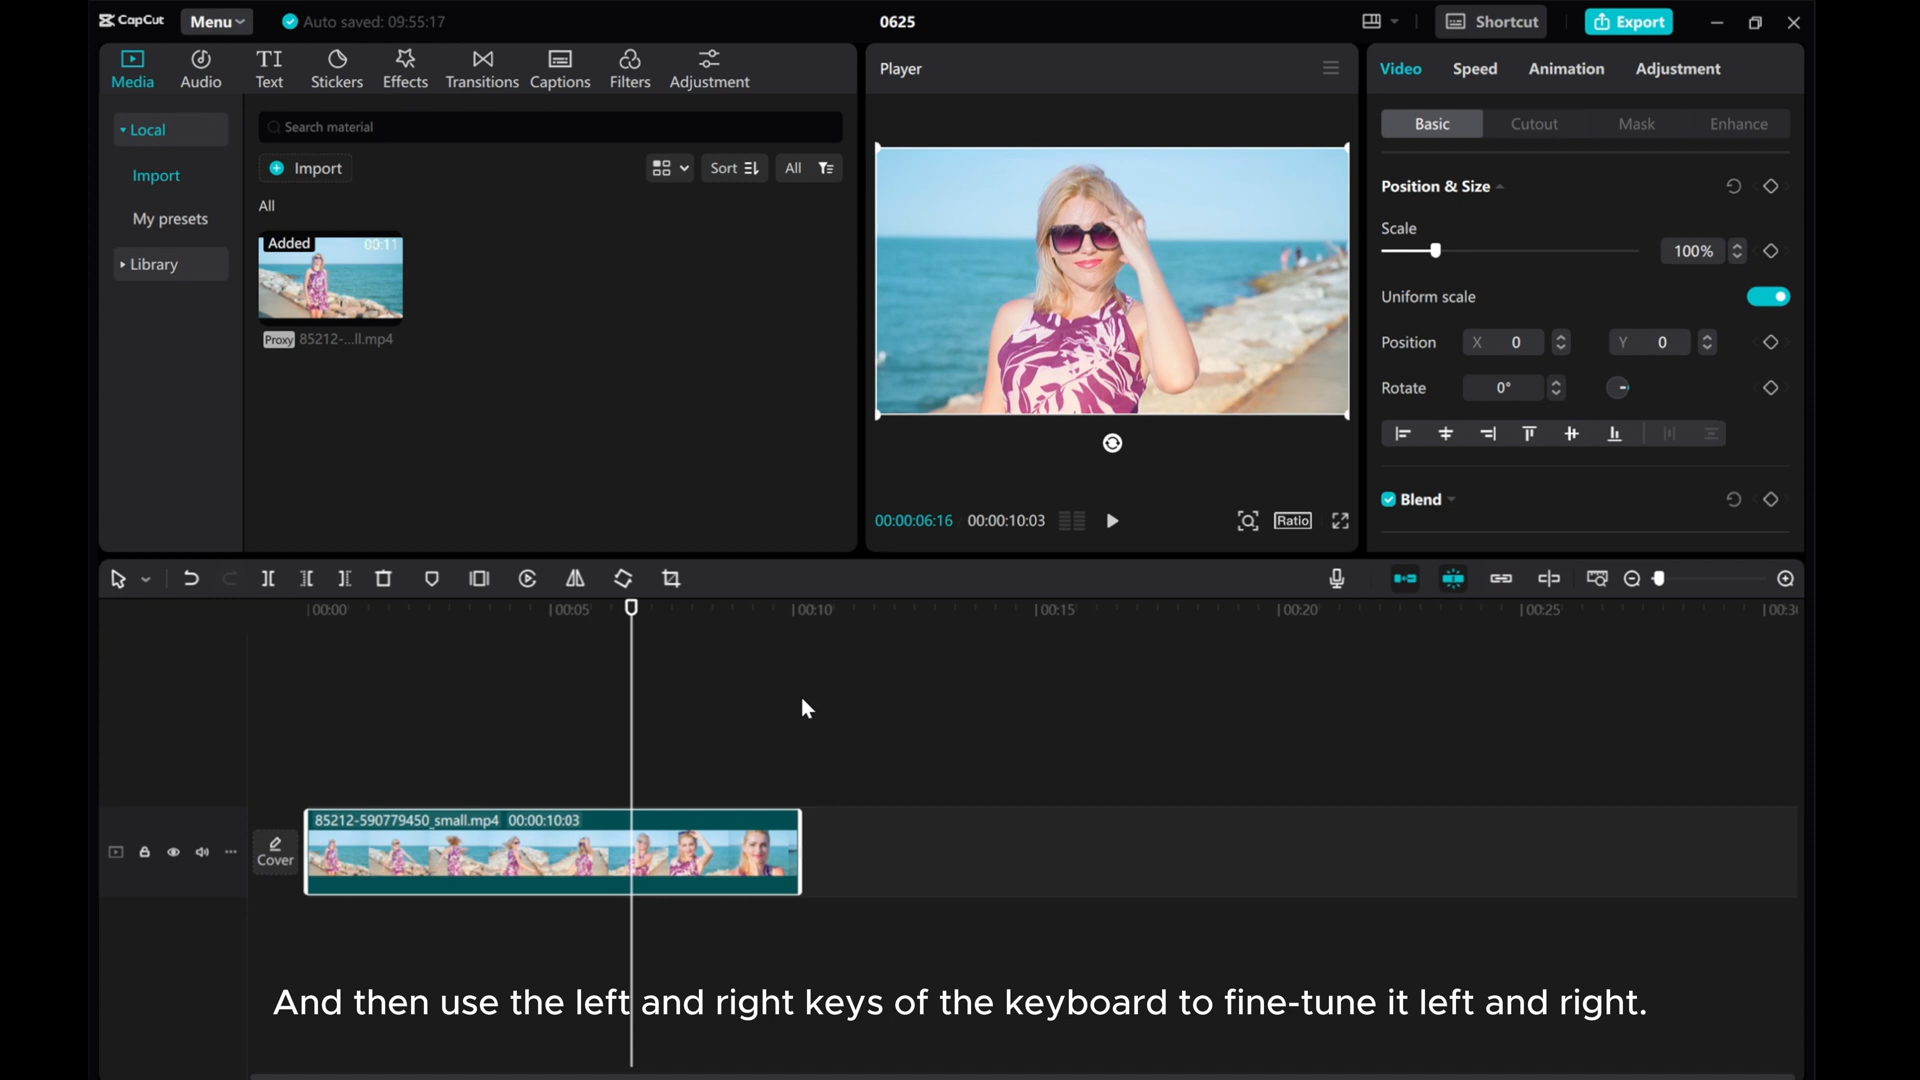 CapCut
Menu
Auto saved: 09:55:17
0625
Shortcut
Export
Media
Audio
TI
Text
Stickers
Effects
Transitions
Captions
Filters
Adjustment
Player
Video
Speed
Animation
Adjustment
Local
Import
My presets
Library
Search material
Import
Sort
All
All
Added
00:11
Proxy
85212-...ll.mp4
Basic
Cutout
Mask
Enhance
Position & Size
Scale
100%
Uniform scale
Position
X 0
Y 0
Rotate
0°
Blend
00:00:06:16
00:00:10:03
Ratio
00:00
00:05
00:10
00:15
00:20
00:25
Cover
85212-590779450_small.mp4 00:00:10:03
And then use the left and right keys of the keyboard to fine-tune it left and right.